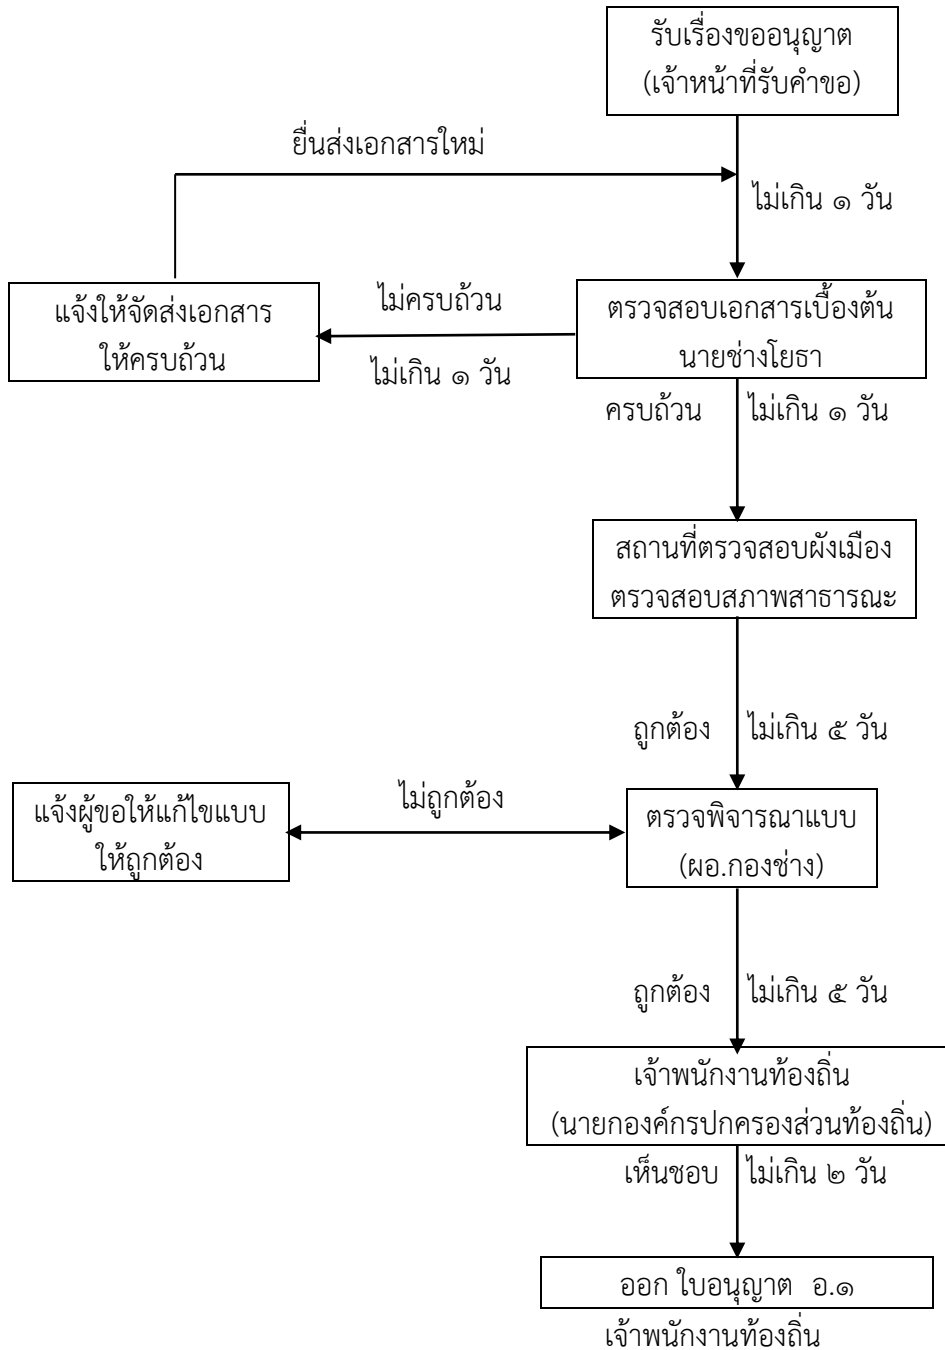 รับเรื่องขออนุญาต
(เจ้าหน้าที่รับคำขอ)
ยื่นส่งเอกสารใหม่
ไม่เกิน ๑ วัน
แจ้งให้จัดส่งเอกสาร
ให้ครบถ้วน
ไม่ครบถ้วน
ไม่เกิน ๑ วัน
ตรวจสอบเอกสารเบื้องต้น
นายช่างโยธา
ครบถ้วน ไม่เกิน ๑ วัน
สถานที่ตรวจสอบผังเมือง
ตรวจสอบสภาพสาธารณะ
ถูกต้อง ไม่เกิน ๕ วัน
แจ้งผู้ขอให้แก้ไขแบบ
ให้ถูกต้อง
ไม่ถูกต้อง
ตรวจพิจารณาแบบ
(ผอ.กองช่าง)
ถูกต้อง ไม่เกิน ๕ วัน
เจ้าพนักงานท้องถิ่น
(นายกองค์กรปกครองส่วนท้องถิ่น)
เห็นชอบ ไม่เกิน ๒ วัน
ออก ใบอนุญาต อ.๑
เจ้าพนักงานท้องถิ่น